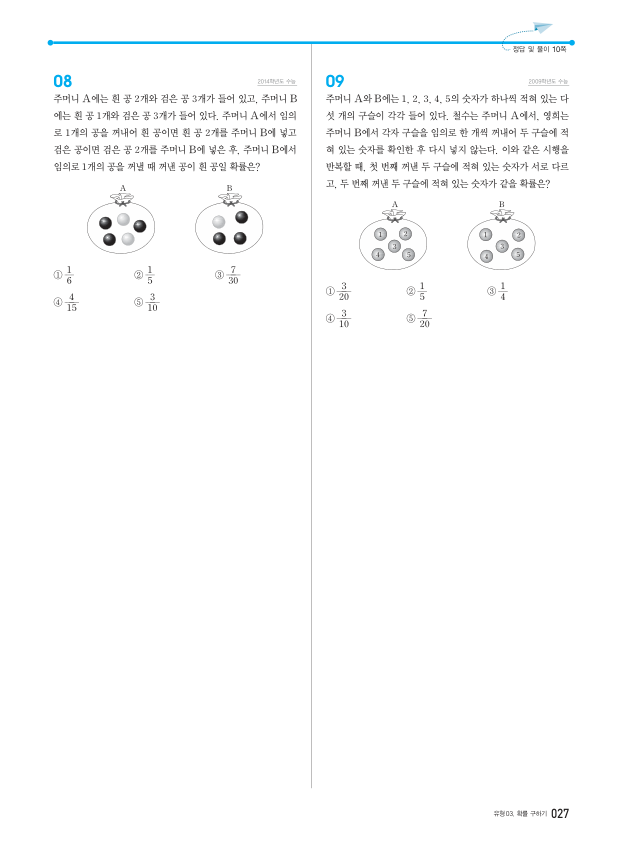 정답 및 풀이 10쪽
08
2014학년도 수능
주머니 A에는 흰 공 2개와 검은 공 3개가 들어 있고, 주머니 B
에는 흰 공 1개와 검은 공 3개가 들어 있다. 주머니 A에서 임의
로 1개의 공을 꺼내어 흰 공이면 흰 공 2개를 주머니 B에 넣고
검은 공이면 검은 공 2개를 주머니 B에 넣은 후, 주머니 B에서
임의로 1개의 공을 꺼낼 때 꺼낸 공이 흰 공일 확률은?
A B
① 1/6 ② 1/5 ③ 7/30
④ 4/15 ⑤ 3/10
09
2009학년도 수능
주머니 A와 B에는 1, 2, 3, 4, 5의 숫자가 하나씩 적혀 있는 다
섯 개의 구슬이 각각 들어 있다. 철수는 주머니 A에서, 영희는
주머니 B에서 각자 구슬을 임의로 한 개씩 꺼내어 두 구슬에 적
혀 있는 숫자를 확인한 후 다시 넣지 않는다. 이와 같은 시행을
반복할 때, 첫 번째 꺼낸 두 구슬에 적혀 있는 숫자가 서로 다르
고, 두 번째 꺼낸 두 구슬에 적혀 있는 숫자가 같을 확률은?
A B
1 2 1 2
3 3
4 5 4 5
① 3/20 ② 1/5 ③ 1/4
④ 3/10 ⑤ 7/20
유형03. 확률 구하기 027